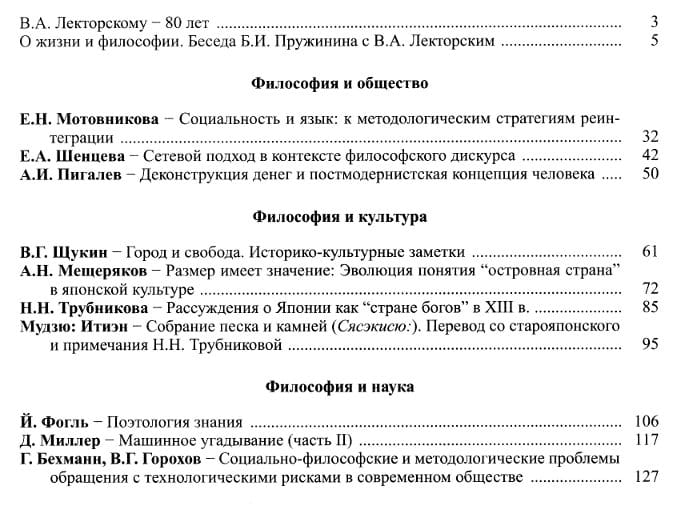 В.А. Лекторскому − 80 лет ........ 3
О жизни и философии. Беседа Б.И. Пружинина с В.А. Лекторским ........ 5
Философия и общество
Е.Н. Мотовникова − Социальность и язык: к методологическим стратегиям реин-
теграции ........ 32
Е.А. Шенцева − Сетевой подход в контексте философского дискурса ........ 42
А.И. Пигалев − Деконструкция денег и постмодернистская концепция человека ..... 50
Философия и культура
В.Г. Щукин − Город и свобода. Историко-культурные заметки ........ 61
А.Н. Мещеряков − Размер имеет значение: Эволюция понятия “островная страна”
в японской культуре ........ 72
Н.Н. Трубникова − Рассуждения о Японии как “стране богов” в XIII в. ........ 85
Мудзю: Итиэн − Собрание песка и камней (Сясэкисю:). Перевод со старояпонского
и примечания Н.Н. Трубниковой ........ 95
Философия и наука
Й. Фогль − Поэтология знания ........ 106
Д. Миллер − Машинное угадывание (часть II) ........ 117
Г. Бехманн, В.Г. Горохов − Социально-философские и методологические проблемы
обращения с технологическими рисками в современном обществе ........ 127